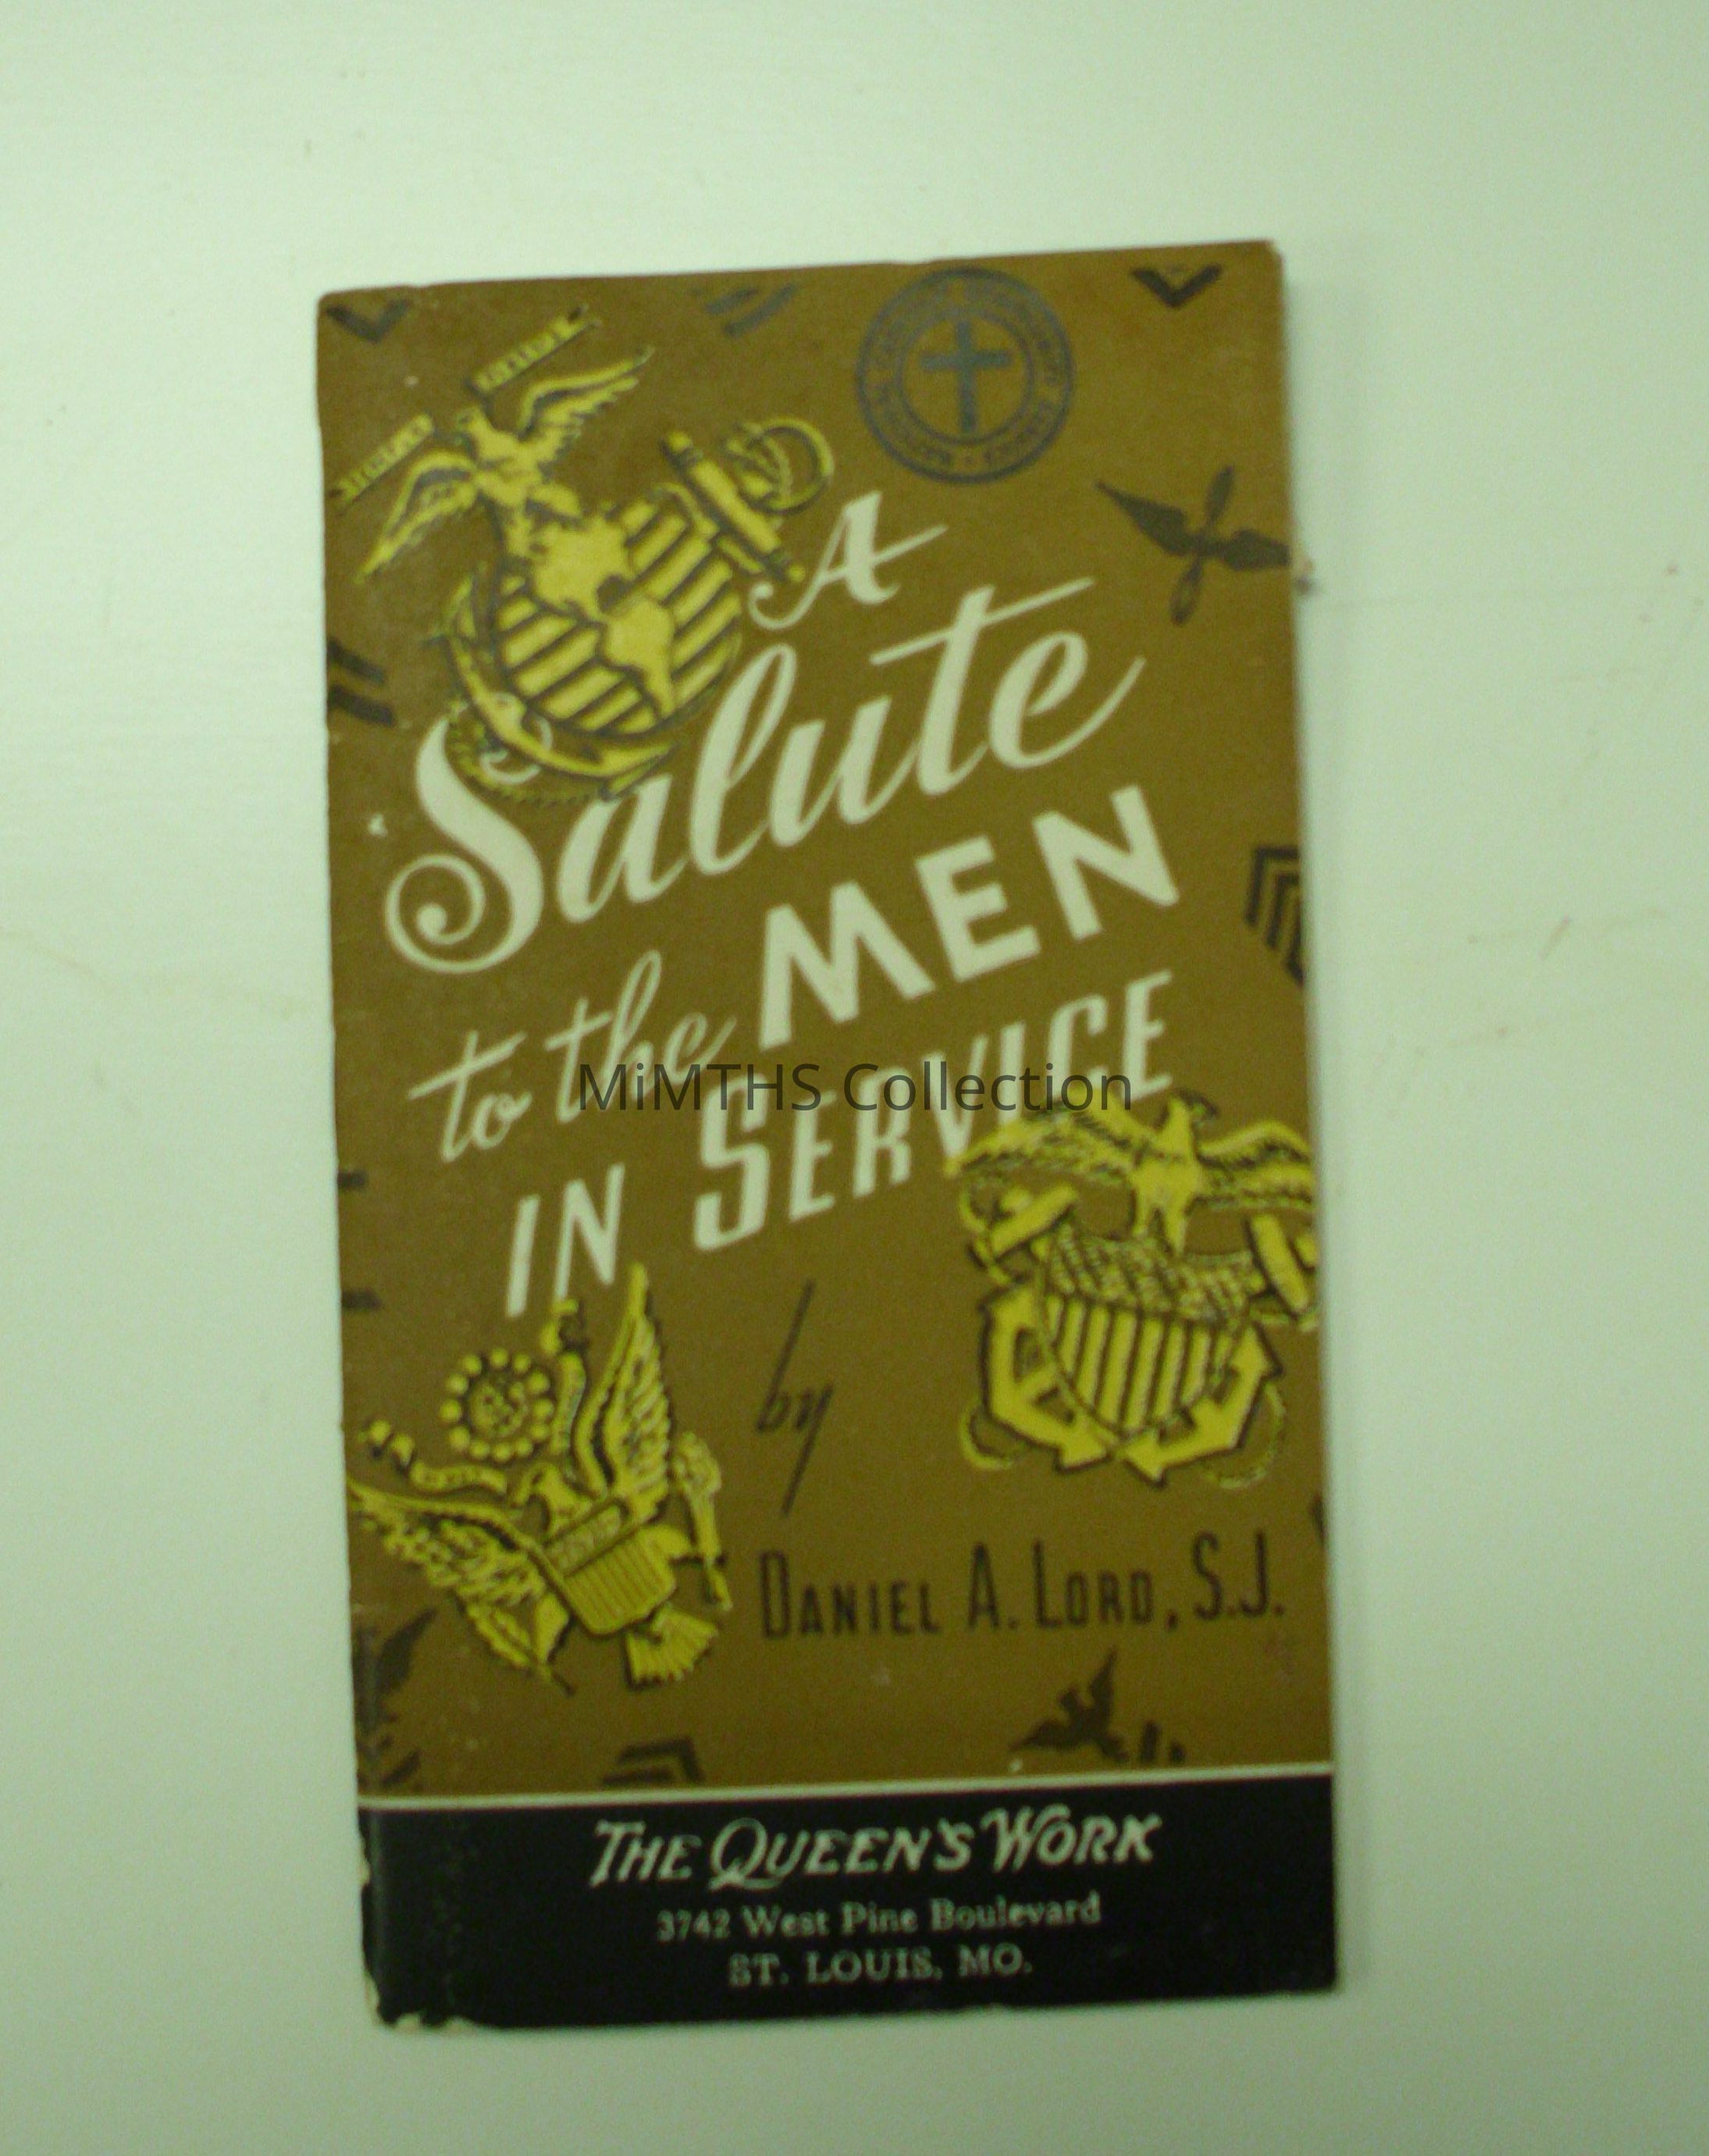 A
Salute
to the MEN
IN SERVICE
by
DANIEL A. LORD, S.J.
MiMTHS Collection
THE QUEEN'S WORK
3742 West Pine Boulevard
ST. LOUIS, MO.